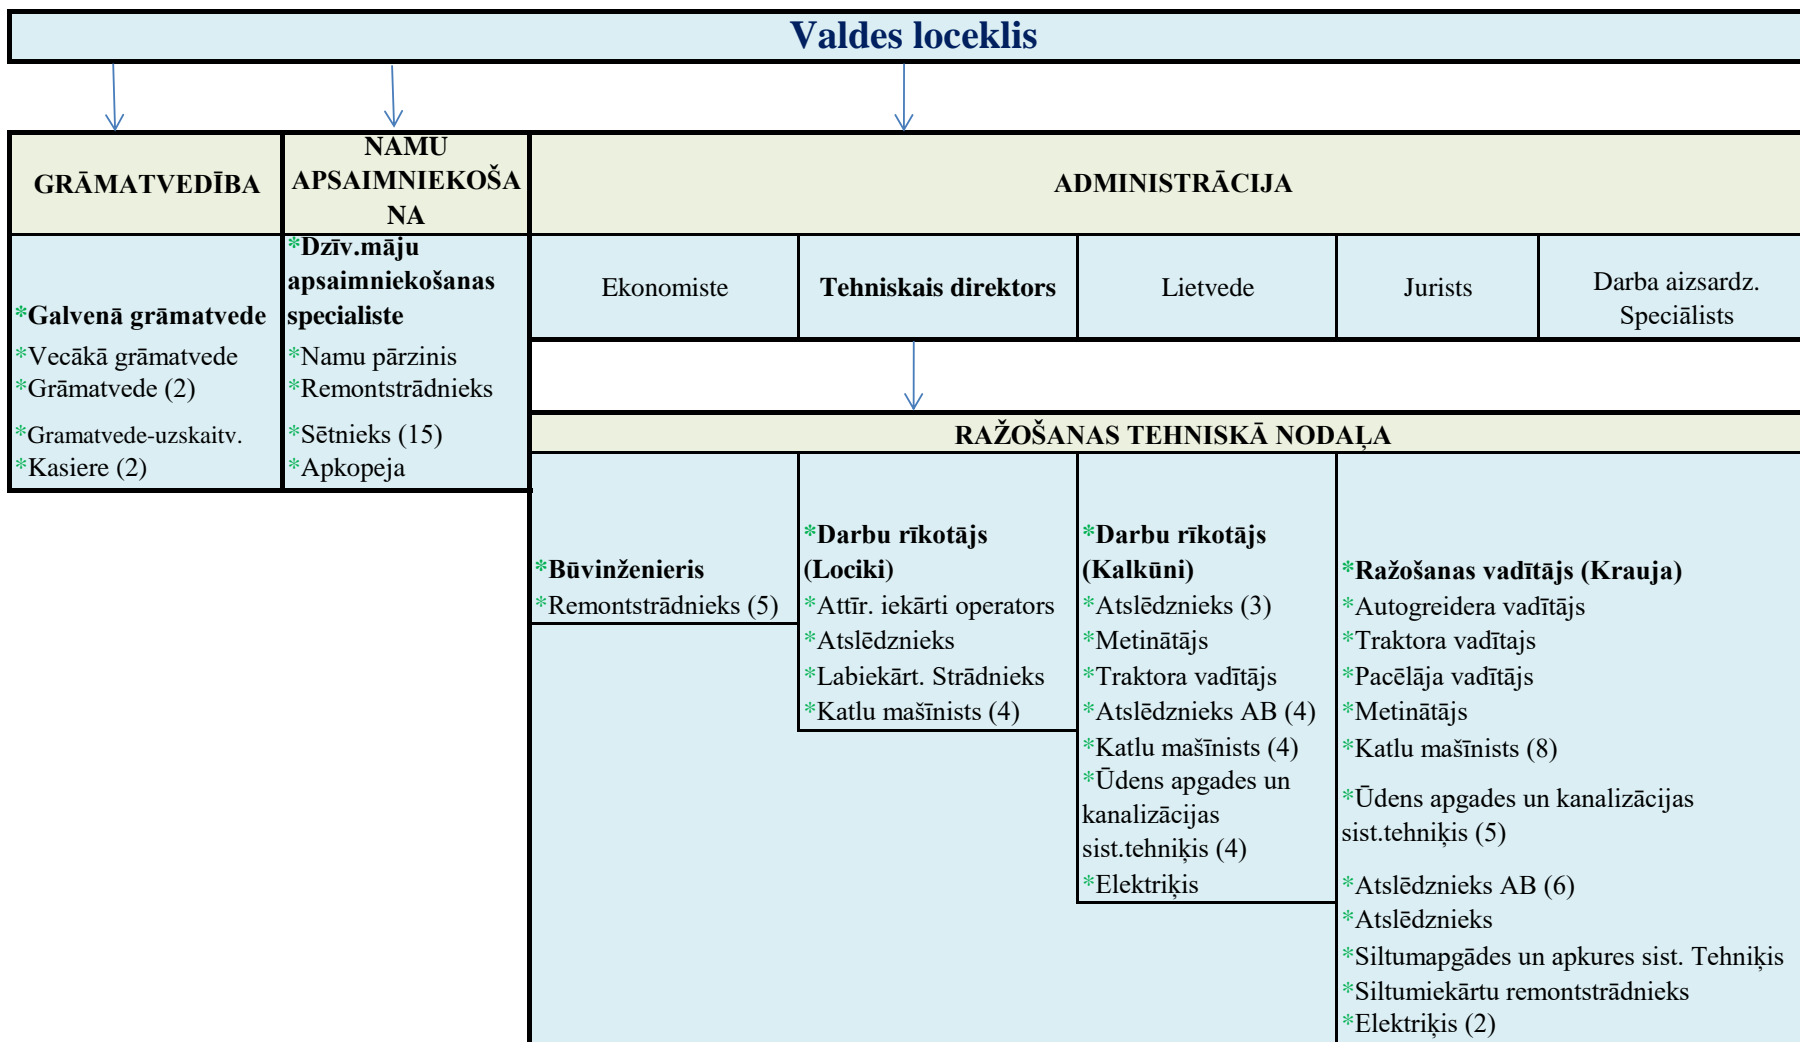 Valdes loceklis
GRĀMATVEDĪBA
NAMU
APSAIMNIEKOŠA
NA
ADMINISTRĀCIJA
*Galvenā grāmatvede
*Vecākā grāmatvede
*Grāmatvede (2)
*Gramatvede-uzskaitv.
*Kasiere (2)
*Dzīv.māju
apsaimniekošanas
specialiste
*Namu pārzinis
*Remontstrādnieks
*Sētnieks (15)
*Apkopeja
Ekonomiste
Tehniskais direktors
Lietvede
Jurists
Darba aizsardz.
Speciālists
RAŽOŠANAS TEHNISKĀ NODAĻA
*Būvinženieris
*Remontstrādnieks (5)
*Darbu rīkotājs
(Lociki)
*Attīr. iekārti operators
*Atslēdznieks
*Labiekārt. Strādnieks
*Katlu mašīnists (4)
*Darbu rīkotājs
(Kalkūni)
*Atslēdznieks (3)
*Metinātājs
*Traktora vadītājs
*Atslēdznieks AB (4)
*Katlu mašīnists (4)
*Ūdens apgades un
kanalizācijas
sist.tehniķis (4)
*Elektriķis
*Ražošanas vadītājs (Krauja)
*Autogreidera vadītājs
*Traktora vadītajs
*Pacēlāja vadītājs
*Metinātājs
*Katlu mašīnists (8)
*Ūdens apgades un kanalizācijas
sist.tehniķis (5)
*Atslēdznieks AB (6)
*Atslēdznieks
*Siltumapgādes un apkures sist. Tehniķis
*Siltumiekārtu remontstrādnieks
*Elektriķis (2)